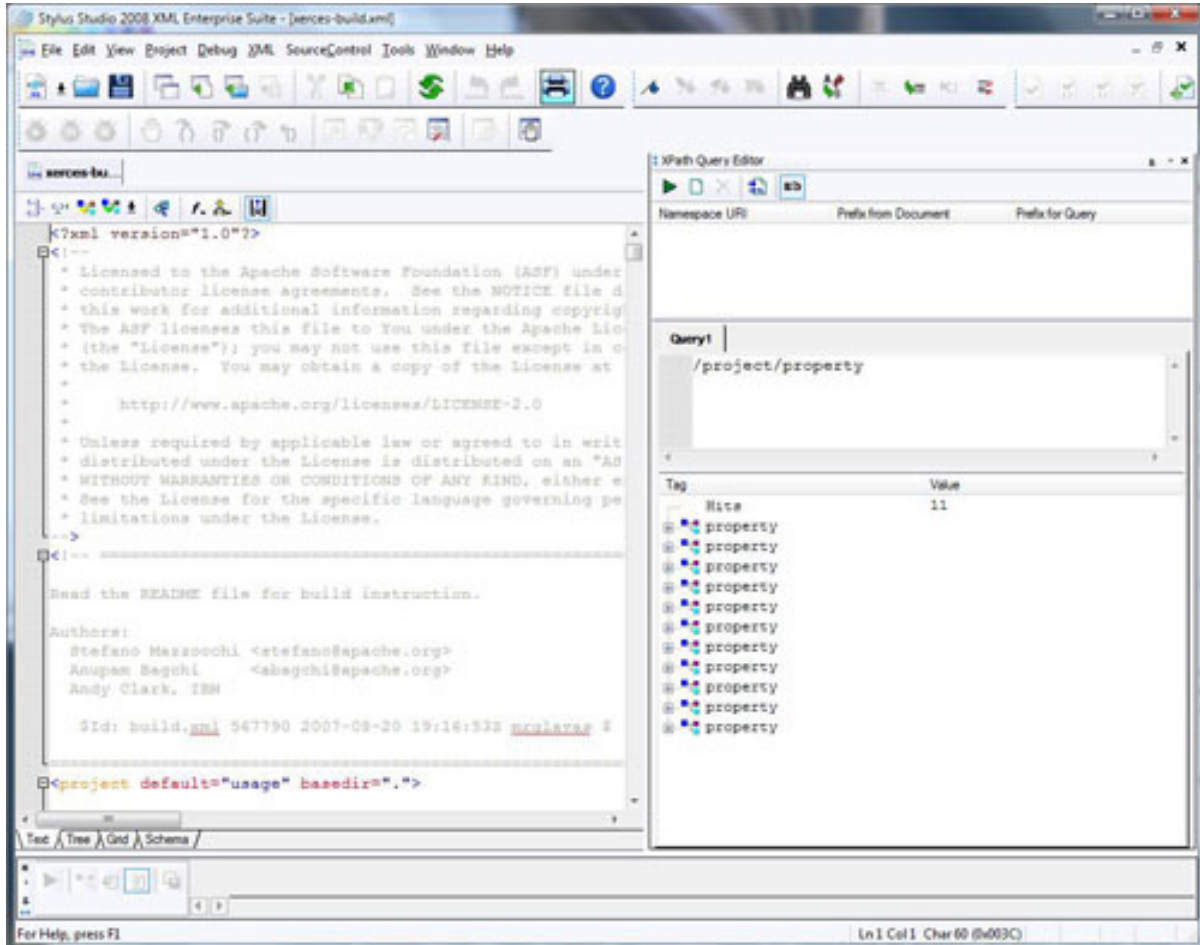 Stylus Studio 2008 XML Enterprise Suite - [xerces-build.xml]
File Edit View Project Debug XML SourceControl Tools Window Help
xerces-bu...
<?xml version="1.0"?>
<!--
* Licensed to the Apache Software Foundation (ASF) under
* contributor license agreements. See the NOTICE file d
* this work for additional information regarding copyrig
* The ASF licenses this file to You under the Apache Lic
* (the "License"); you may not use this file except in c
* the License. You may obtain a copy of the License at
*
* http://www.apache.org/licenses/LICENSE-2.0
*
* Unless required by applicable law or agreed to in writ
* distributed under the License is distributed on an "AS
* WITHOUT WARRANTIES OR CONDITIONS OF ANY KIND, either e
* See the License for the specific language governing pe
* limitations under the License.
-->
<!-- ====================================================
Read the README file for build instruction.
Authors:
Stefano Mazzocchi <stefano@apache.org>
Anupam Bagchi <abagchi@apache.org>
Andy Clark, IBM
$Id: build.xml 567790 2007-08-20 19:16:53Z mrglavas $
====================================================
<project default="usage" basedir=".">
Text Tree Grid Schema
XPath Query Editor
Namespace URI Prefix from Document Prefix for Query
Query1
/project/property
Tag Value
Hits 11
property
property
property
property
property
property
property
property
property
property
property
For Help, press F1
Ln 1 Col 1 Char 60 (0x003C)